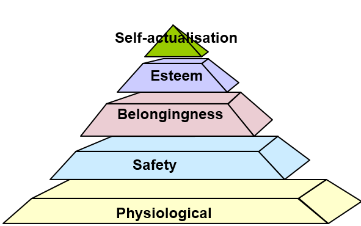 Self-actualisation
Esteem
Belongingness
Safety
Physiological